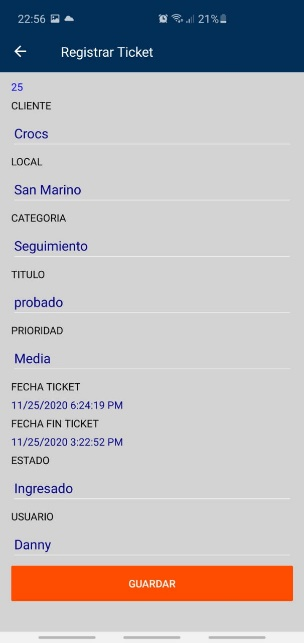 22:56 21%
Registrar Ticket
25
CLIENTE
Crocs
LOCAL
San Marino
CATEGORIA
Seguimiento
TITULO
probado
PRIORIDAD
Media
FECHA TICKET
11/25/2020 6:24:19 PM
FECHA FIN TICKET
11/25/2020 3:22:52 PM
ESTADO
Ingresado
USUARIO
Danny
GUARDAR